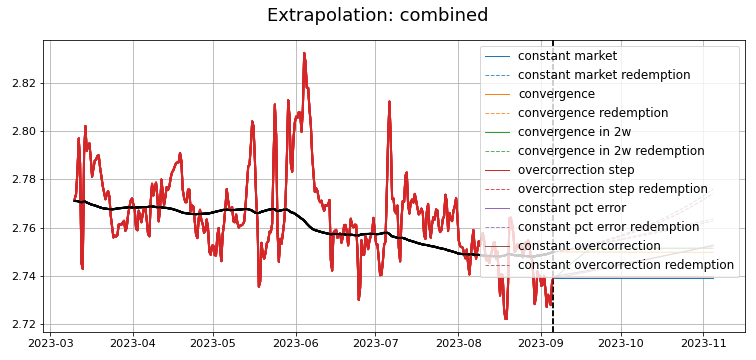 Extrapolation: combined
constant market
constant market redemption
convergence
convergence redemption
convergence in 2w
convergence in 2w redemption
overcorrection step
overcorrection step redemption
constant pct error
constant pct error redemption
constant overcorrection
constant overcorrection redemption
2.82
2.80
2.78
2.76
2.74
2.72
2023-03
2023-04
2023-05
2023-06
2023-07
2023-08
2023-09
2023-10
2023-11